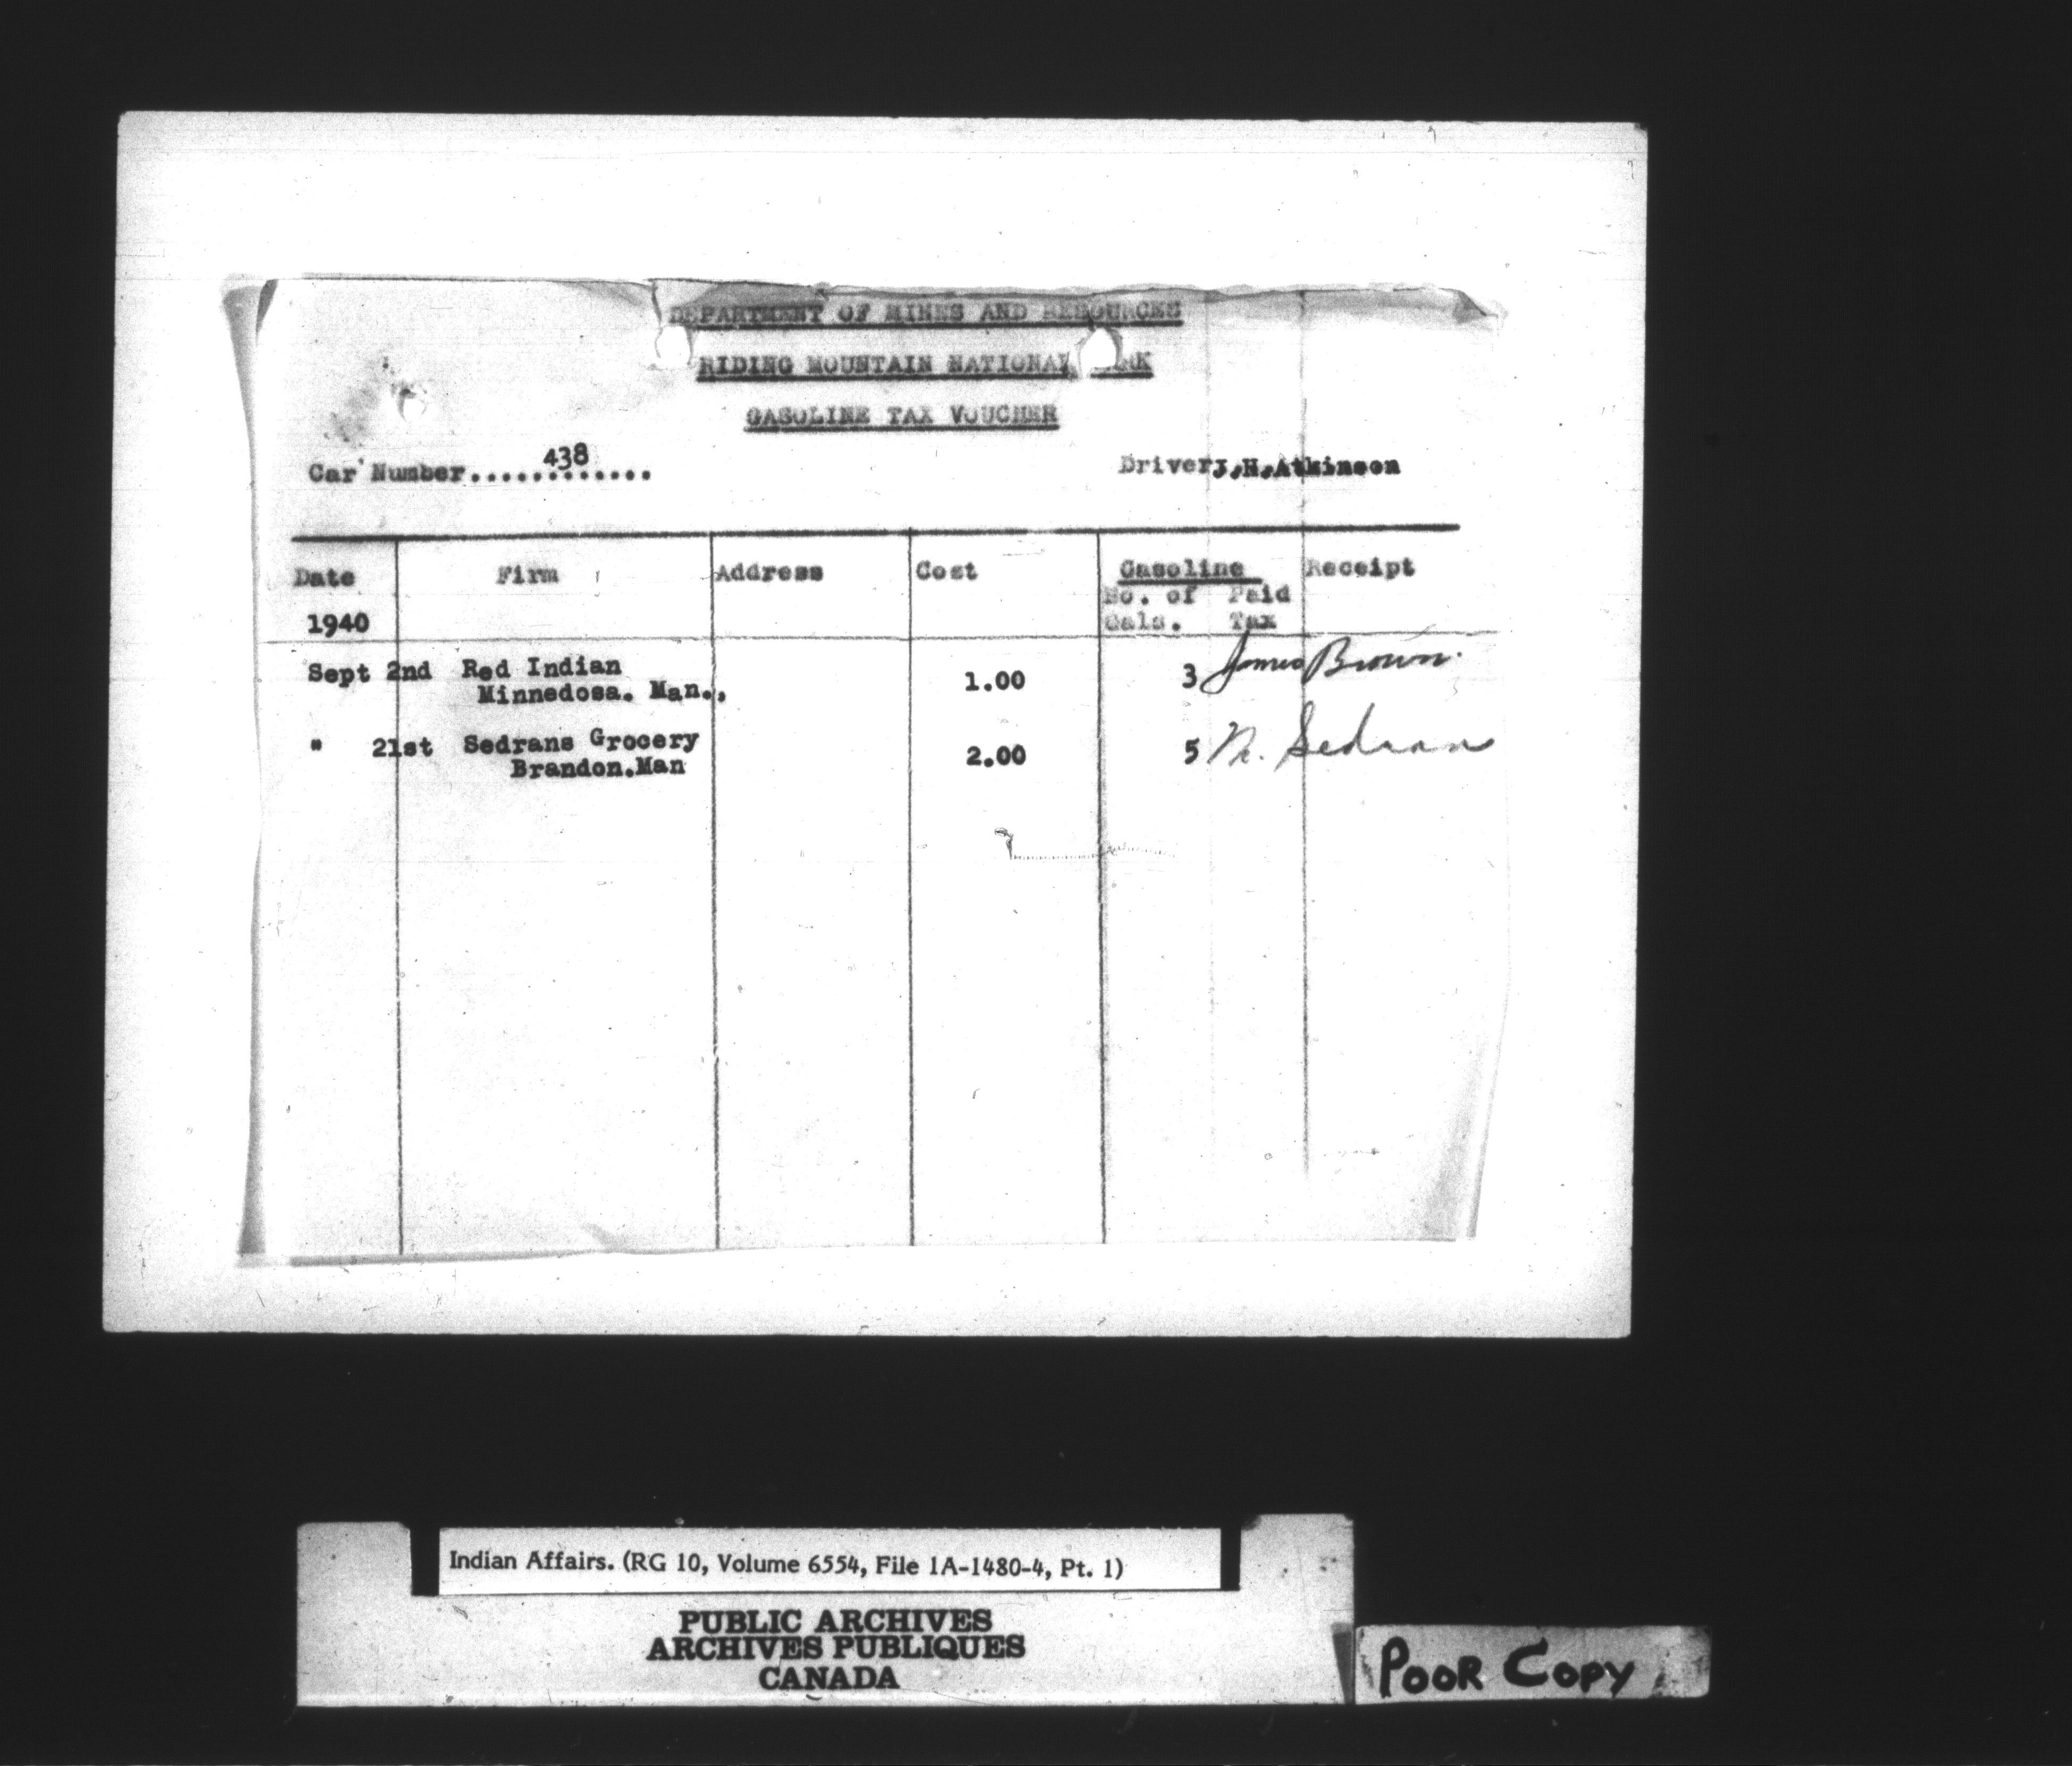 DEPARTMENT OF MINES AND RESOURCES
RIDING MOUNTAIN NATIONAL RK
GASOLINE TAX VOUCHER
Car Number............ 438
Driver J.H.Atkinson
Date Firm Address Cost Gasoline Receipt
No. of Paid
1940 Gals. Tax
Sept 2nd Red Indian
Minnedosa. Man., 1.00 3 James Brown.
" 21st Sedrans Grocery
Brandon.Man 2.00 5 M. Sedran
Indian Affairs. (RG 10, Volume 6554, File 1A-1480-4, Pt. 1)
PUBLIC ARCHIVES
ARCHIVES PUBLIQUES
CANADA
POOR COPY